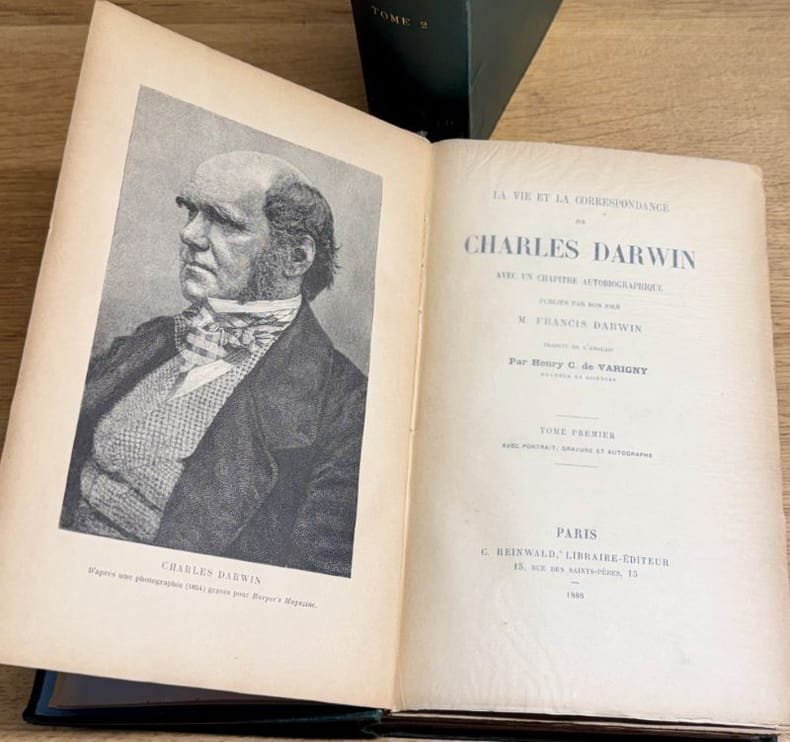 TOME 2
CHARLES DARWIN
D'après une photographie (1854) gravée pour Harper's Magazine.
LA VIE ET LA CORRESPONDANCE
DE
CHARLES DARWIN
AVEC UN CHAPITRE AUTOBIOGRAPHIQUE
PUBLIÉS PAR SON FILS
M. FRANCIS DARWIN
TRADUIT DE L'ANGLAIS
Par Henry C. de VARIGNY
DOCTEUR ÈS SCIENCES
TOME PREMIER
AVEC PORTRAIT, GRAVURE ET AUTOGRAPHE
PARIS
C. REINWALD, LIBRAIRE-ÉDITEUR
15, RUE DES SAINTS-PÈRES, 15
1888